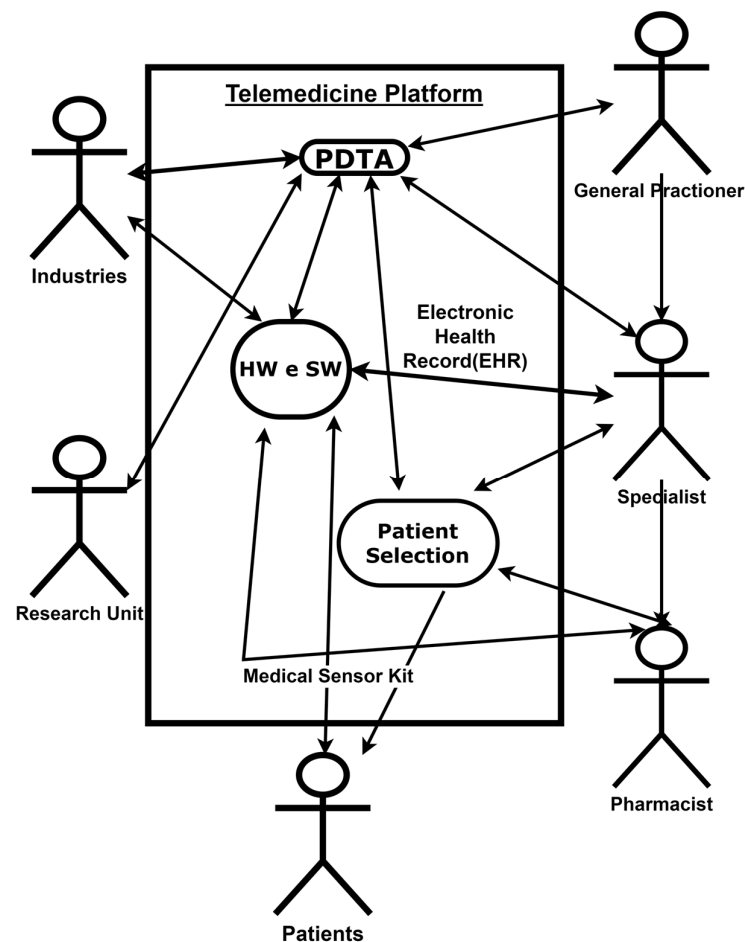 Telemedicine Platform
PDTA
General Practioner
Industries
Electronic
Health
Record(EHR)
HW e SW
Specialist
Patient
Selection
Research Unit
Medical Sensor Kit
Pharmacist
Patients